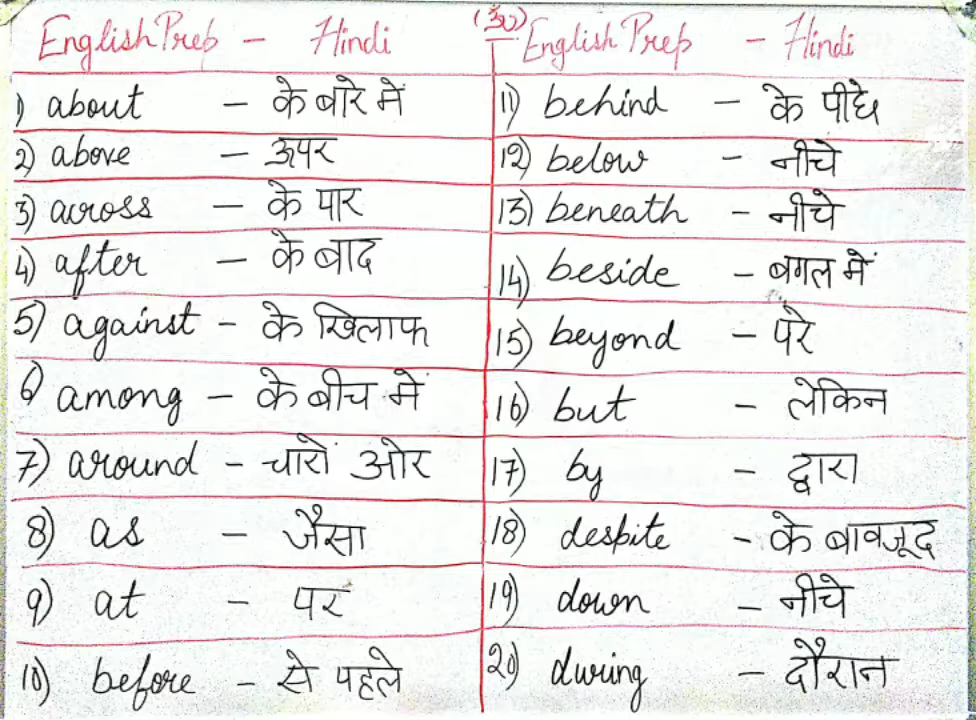 English Prep - Hindi
1) about - के बारे में
2) above - ऊपर
3) across - के पार
4) after - के बाद
5) against - के खिलाफ
6) among - के बीच में
7) around - चारों ओर
8) as - जैसा
9) at - पर
10) before - से पहले
English Prep - Hindi
11) behind - के पीछे
12) below - नीचे
13) beneath - नीचे
14) beside - बगल में
15) beyond - परे
16) but - लेकिन
17) by - द्वारा
18) despite - के बावजूद
19) down - नीचे
20) during - दौरान